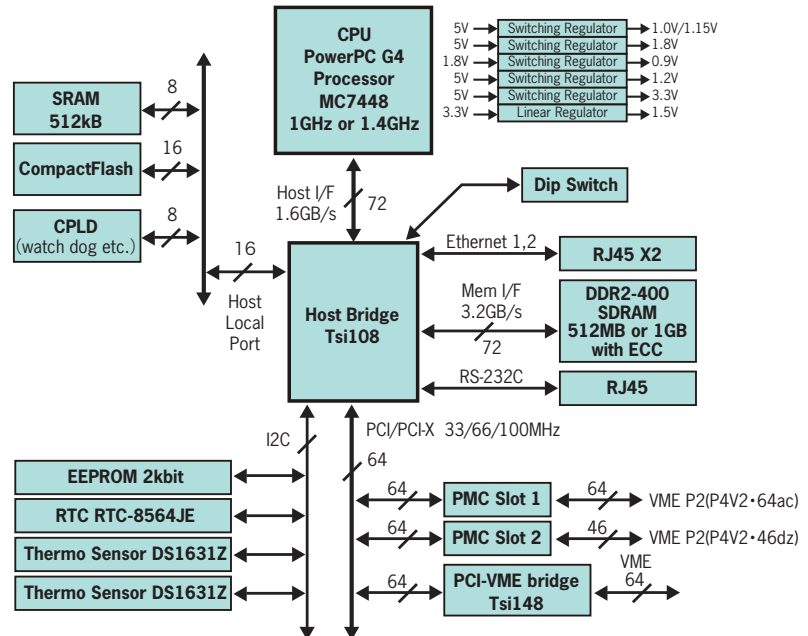 CPU
PowerPC G4
Processor
MC7448
1GHz or 1.4GHz
5V Switching Regulator 1.0V/1.15V
5V Switching Regulator 1.8V
1.8V Switching Regulator 0.9V
5V Switching Regulator 1.2V
5V Switching Regulator 3.3V
3.3V Linear Regulator 1.5V
SRAM
512kB
8
CompactFlash
16
CPLD
(watch dog etc.)
8
16
Host
Local
Port
Host I/F
1.6GB/s
72
Dip Switch
Host Bridge
Tsi108
Ethernet 1,2
RJ45 X2
Mem I/F
3.2GB/s
72
DDR2-400
SDRAM
512MB or 1GB
with ECC
RS-232C
RJ45
I2C
PCI/PCI-X 33/66/100MHz
64
EEPROM 2kbit
RTC RTC-8564JE
Thermo Sensor DS1631Z
Thermo Sensor DS1631Z
64
PMC Slot 1
64
VME P2(P4V2・64ac)
64
PMC Slot 2
46
VME P2(P4V2・46dz)
64
PCI-VME bridge
Tsi148
VME
64